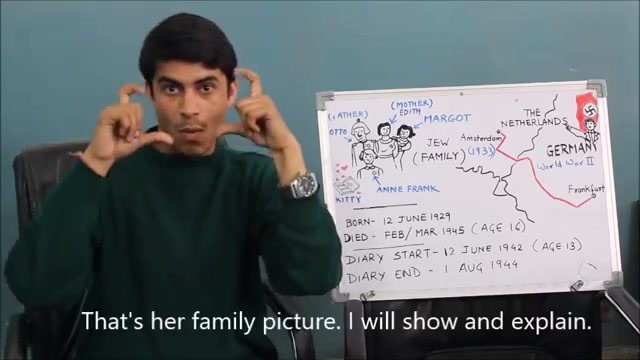 (MOTHER)
EDITH
(FATHER)
OTTO
MARGOT
JEW
(FAMILY)
ANNE FRANK
KITTY
THE
NETHERLANDS
Amsterdam
(1933)
GERMANY
World War II
Frankfurt
BORN- 12 JUNE 1929
DIED - FEB/MAR 1945 (AGE 16)
DIARY START - 12 JUNE 1942 (AGE 13)
DIARY END - 1 AUG 1944
That's her family picture. I will show and explain.